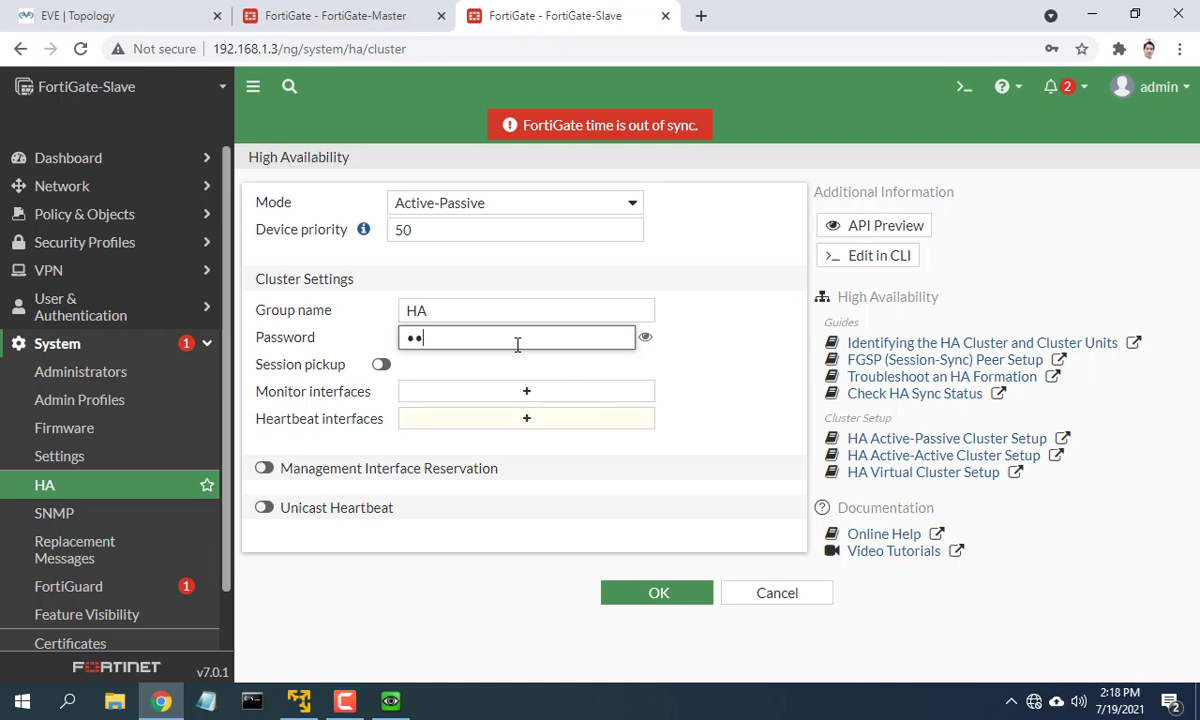 EVE | Topology
FortiGate - FortiGate-Master
FortiGate - FortiGate-Slave
Not secure
192.168.1.3/ng/system/ha/cluster
FortiGate-Slave
2
admin
FortiGate time is out of sync.
Dashboard
Network
Policy & Objects
Security Profiles
VPN
User &
Authentication
System
1
Administrators
Admin Profiles
Firmware
Settings
HA
SNMP
Replacement
Messages
FortiGuard
1
Feature Visibility
Certificates
FORTINET
v7.0.1
High Availability
Mode
Active-Passive
Device priority
50
Cluster Settings
Group name
HA
Password
••
Session pickup
Monitor interfaces
+
Heartbeat interfaces
+
Management Interface Reservation
Unicast Heartbeat
OK
Cancel
Additional Information
API Preview
>_ Edit in CLI
High Availability
Guides
Identifying the HA Cluster and Cluster Units
FGSP (Session-Sync) Peer Setup
Troubleshoot an HA Formation
Check HA Sync Status
Cluster Setup
HA Active-Passive Cluster Setup
HA Active-Active Cluster Setup
HA Virtual Cluster Setup
Documentation
Online Help
Video Tutorials
2:18 PM
7/19/2021
2